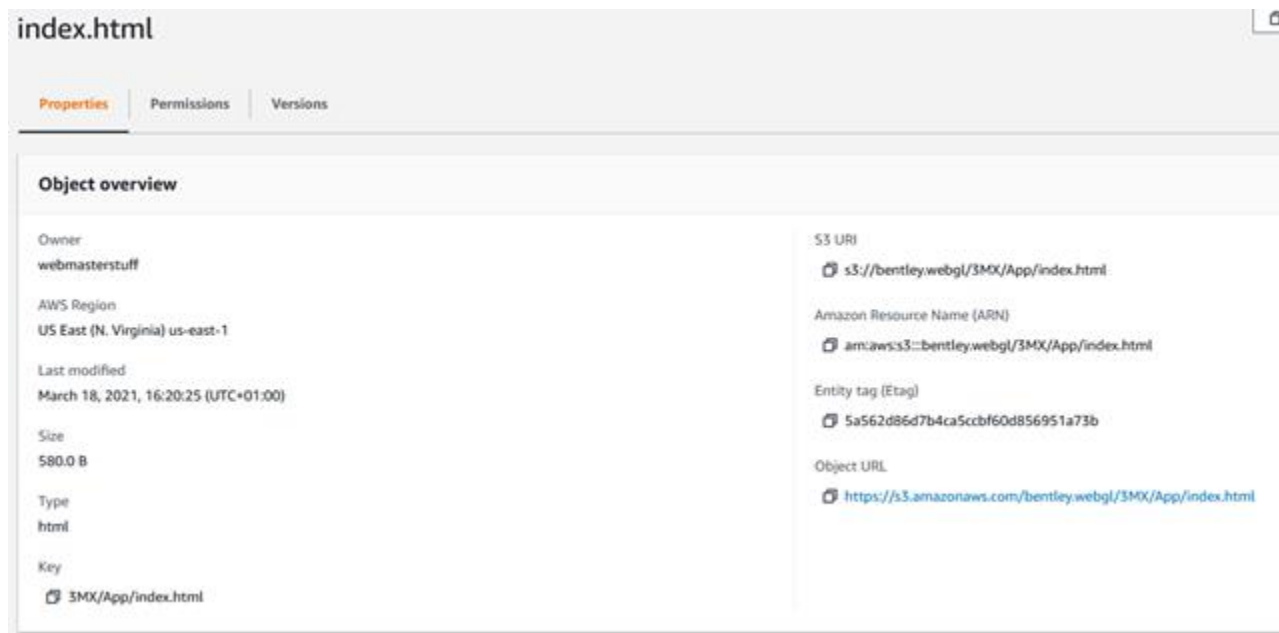 index.html
Properties
Permissions
Versions
Object overview
Owner
webmasterstuff
AWS Region
US East (N. Virginia) us-east-1
Last modified
March 18, 2021, 16:20:25 (UTC+01:00)
Size
580.0 B
Type
html
Key
3MX/App/index.html
S3 URI
s3://bentley.webgl/3MX/App/index.html
Amazon Resource Name (ARN)
arn:aws:s3:::bentley.webgl/3MX/App/index.html
Entity tag (Etag)
5a562d86d7b4ca5ccbf60d856951a73b
Object URL
https://s3.amazonaws.com/bentley.webgl/3MX/App/index.html